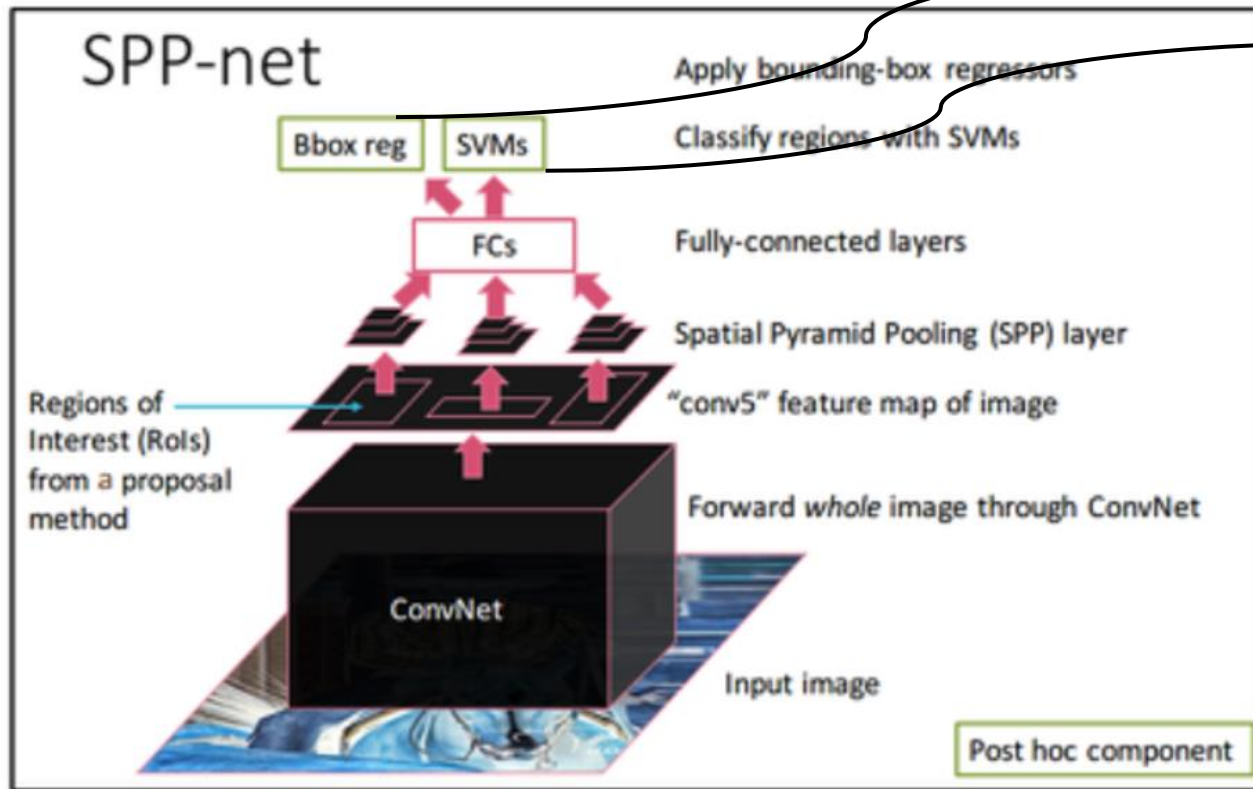 SPP-net
Apply bounding-box regressors
Bbox reg
SVMs
Classify regions with SVMs
FCs
Fully-connected layers
Spatial Pyramid Pooling (SPP) layer
Regions of
Interest (RoIs)
from a proposal
method
"conv5" feature map of image
Forward whole image through ConvNet
ConvNet
Input image
Post hoc component